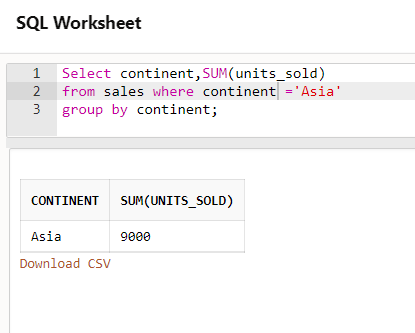 SQL Worksheet
1 Select continent,SUM(units_sold)
2 from sales where continent ='Asia'
3 group by continent;
CONTINENT SUM(UNITS_SOLD)
Asia 9000
Download CSV